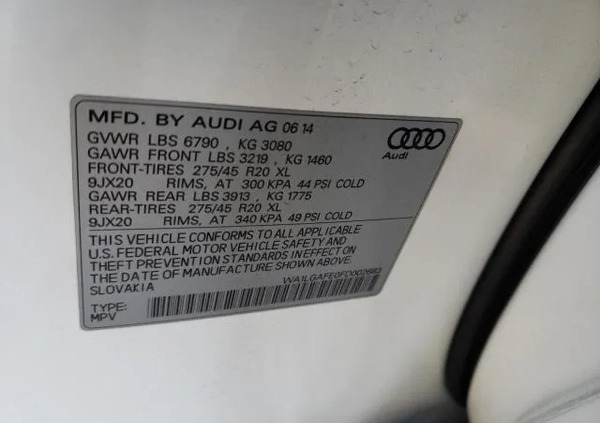 MFD. BY AUDI AG 06 14
GVWR LBS 6790 , KG 3080
GAWR FRONT LBS 3219 , KG 1460
FRONT-TIRES 275/45 R20 XL
9JX20 RIMS, AT 300 KPA 44 PSI COLD
GAWR REAR LBS 3913 , KG 1775
REAR-TIRES 275/45 R20 XL
9JX20 RIMS, AT 340 KPA 49 PSI COLD
THIS VEHICLE CONFORMS TO ALL APPLICABLE
U.S. FEDERAL MOTOR VEHICLE SAFETY AND
THEFT PREVENTION STANDARDS IN EFFECT ON
THE DATE OF MANUFACTURE SHOWN ABOVE.
SLOVAKIA
TYPE:
MPV
Audi